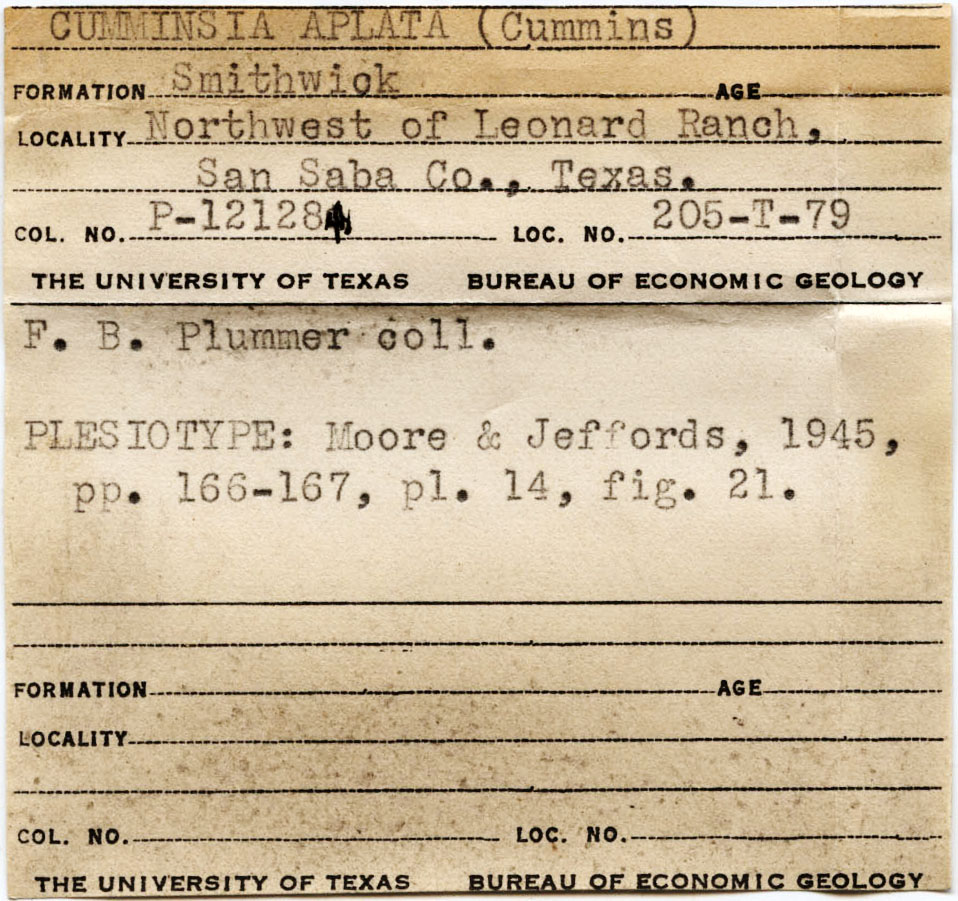 CUMMINSIA APLATA (Cummins)
FORMATION Smithwick AGE
LOCALITY Northwest of Leonard Ranch,
San Saba Co., Texas.
COL. NO. P-12128 LOC. NO. 205-T-79
THE UNIVERSITY OF TEXAS BUREAU OF ECONOMIC GEOLOGY
F. B. Plummer coll.
PLESIOTYPE: Moore & Jeffords, 1945,
pp. 166-167, pl. 14, fig. 21.
FORMATION AGE
LOCALITY
COL. NO. LOC. NO.
THE UNIVERSITY OF TEXAS BUREAU OF ECONOMIC GEOLOGY